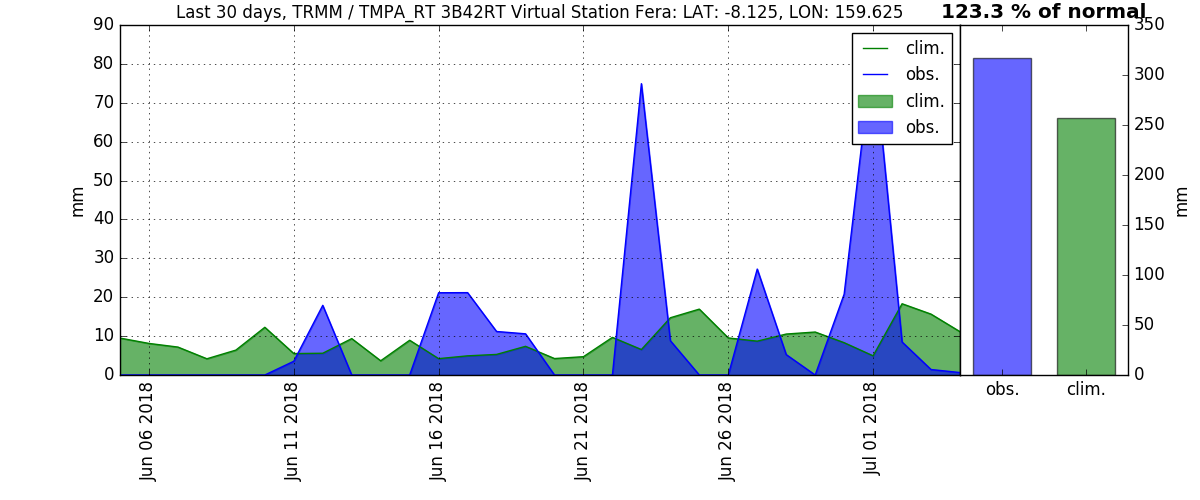 Last 30 days, TRMM / TMPA_RT 3B42RT Virtual Station Fera: LAT: -8.125, LON: 159.625
123.3 % of normal
90
80
70
60
50
40
30
20
10
0
mm
clim.
obs.
clim.
obs.
350
300
250
200
150
100
50
0
mm
Jun 06 2018
Jun 11 2018
Jun 16 2018
Jun 21 2018
Jun 26 2018
Jul 01 2018
obs.
clim.